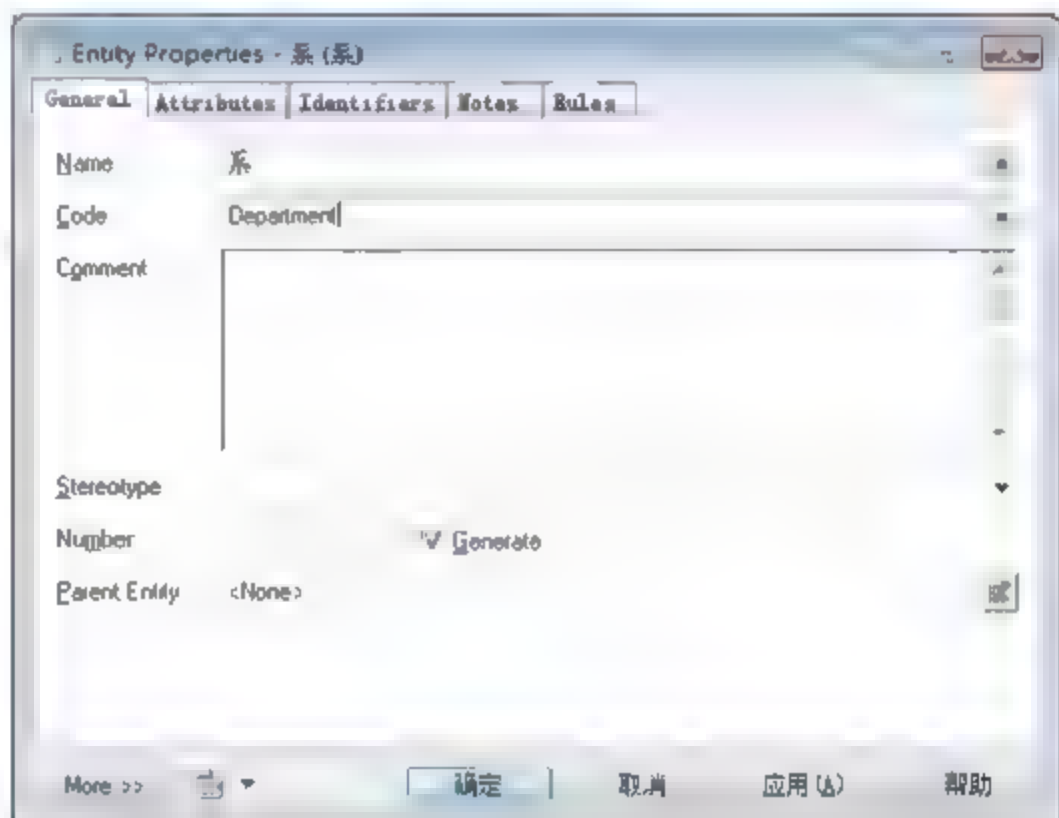 Entity Properties - 系 (系)
General Attributes Identifiers Notes Rules
Name 系
Code Department
Comment
Stereotype
Number Generate
Parent Entity <None>
More >> 确定 取消 应用(A) 帮助